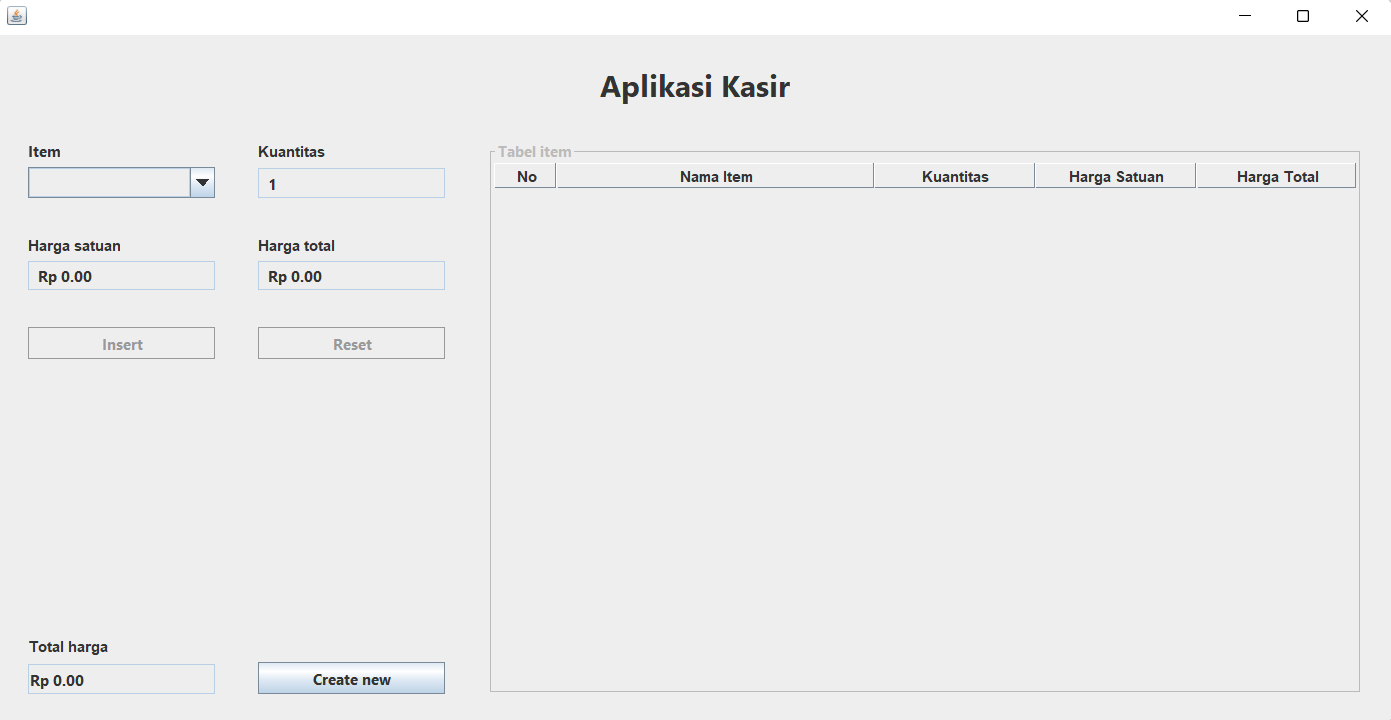 Aplikasi Kasir
Item
Kuantitas
1
Harga satuan
Harga total
Rp 0.00
Rp 0.00
Insert
Reset
Total harga
Rp 0.00
Create new
Tabel item
No
Nama Item
Kuantitas
Harga Satuan
Harga Total